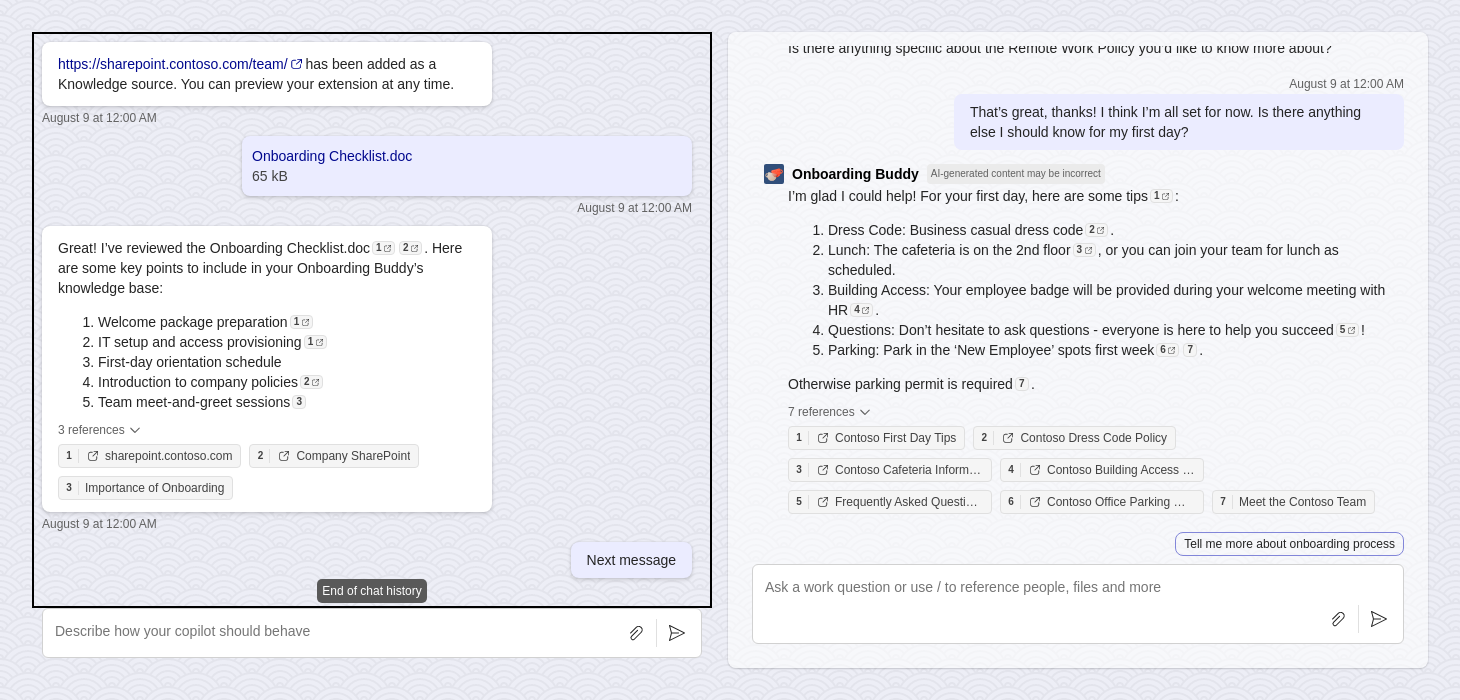 https://sharepoint.contoso.com/team/ has been added as a
Knowledge source. You can preview your extension at any time.
August 9 at 12:00 AM
Onboarding Checklist.doc
65 kB
August 9 at 12:00 AM
Great! I’ve reviewed the Onboarding Checklist.doc 1 2 . Here
are some key points to include in your Onboarding Buddy’s
knowledge base:
1. Welcome package preparation 1
2. IT setup and access provisioning 1
3. First-day orientation schedule
4. Introduction to company policies 2
5. Team meet-and-greet sessions 3
3 references
1 sharepoint.contoso.com 2 Company SharePoint
3 Importance of Onboarding
August 9 at 12:00 AM
Next message
End of chat history
Describe how your copilot should behave
Is there anything specific about the Remote Work Policy you’d like to know more about?
August 9 at 12:00 AM
That’s great, thanks! I think I’m all set for now. Is there anything
else I should know for my first day?
Onboarding Buddy AI-generated content may be incorrect
I’m glad I could help! For your first day, here are some tips 1 :
1. Dress Code: Business casual dress code 2 .
2. Lunch: The cafeteria is on the 2nd floor 3 , or you can join your team for lunch as
scheduled.
3. Building Access: Your employee badge will be provided during your welcome meeting with
HR 4 .
4. Questions: Don’t hesitate to ask questions - everyone is here to help you succeed 5 !
5. Parking: Park in the ‘New Employee’ spots first week 6 7 .
Otherwise parking permit is required 7 .
7 references
1 Contoso First Day Tips 2 Contoso Dress Code Policy
3 Contoso Cafeteria Inform… 4 Contoso Building Access …
5 Frequently Asked Questi… 6 Contoso Office Parking … 7 Meet the Contoso Team
Tell me more about onboarding process
Ask a work question or use / to reference people, files and more